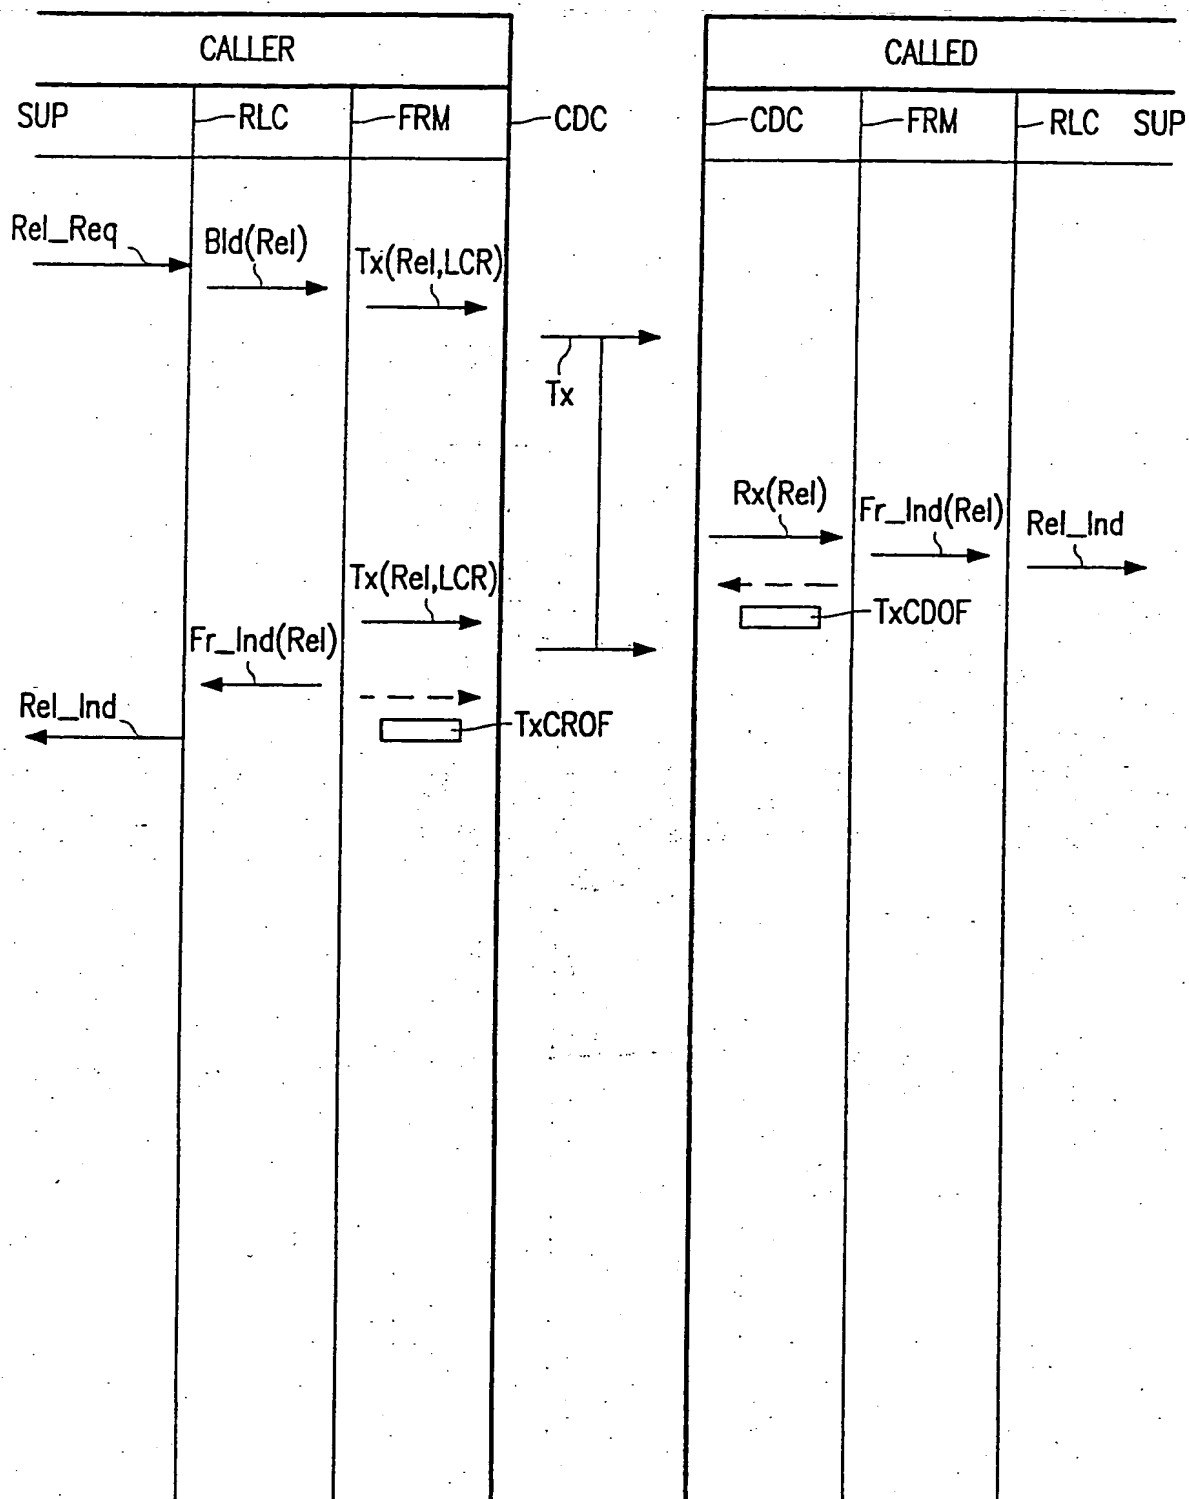 CALLER
CALLED
SUP RLC FRM CDC CDC FRM RLC SUP
Rel_Req
Bld(Rel)
Tx(Rel,LCR)
Tx
Rx(Rel)
Fr_Ind(Rel)
Rel_Ind
Tx(Rel,LCR)
TxCDOF
Fr_Ind(Rel)
Rel_Ind
TxCROF